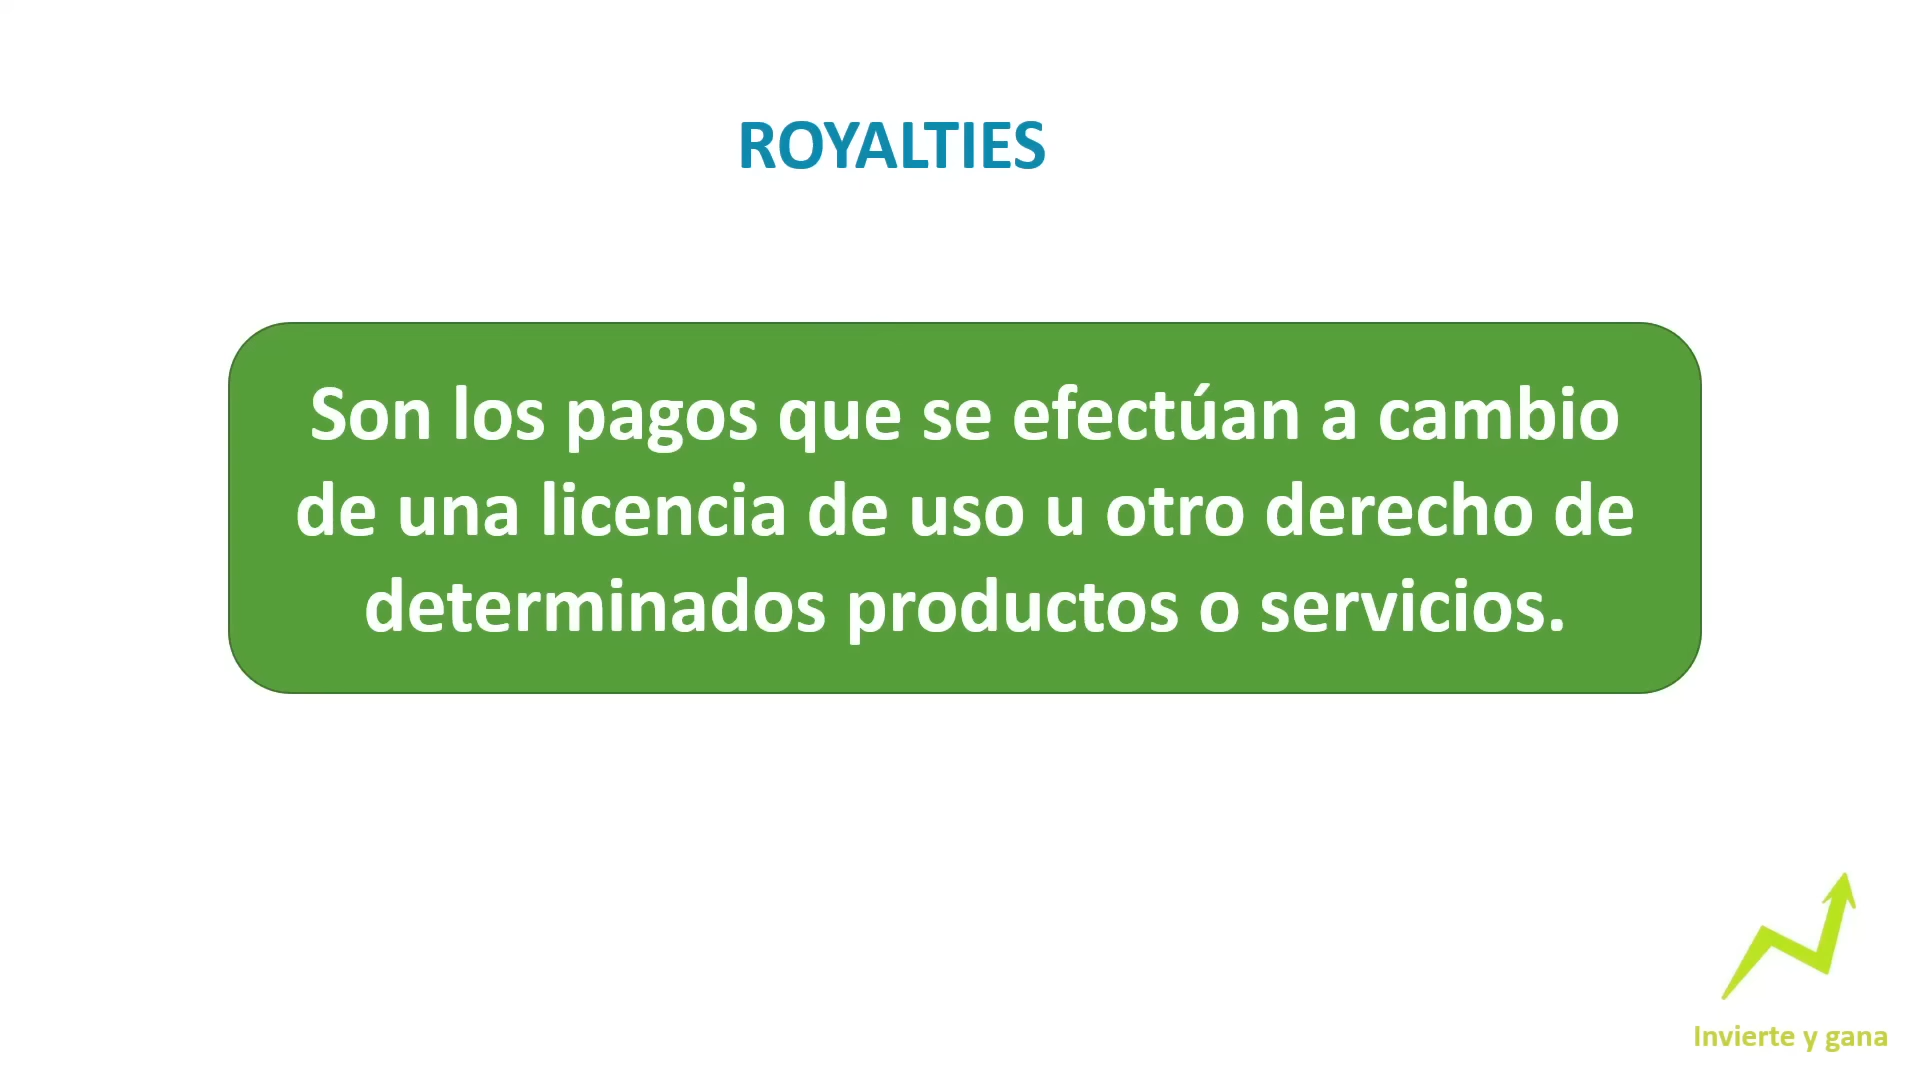 ROYALTIES
Son los pagos que se efectúan a cambio
de una licencia de uso u otro derecho de
determinados productos o servicios.
Invierte y gana